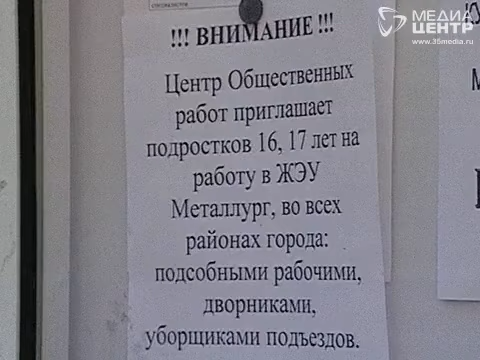 специалистов
МЕДИА
ЦЕНТР
www.35media.ru
!!! ВНИМАНИЕ !!!
Центр Общественных
работ приглашает
подростков 16, 17 лет на
работу в ЖЭУ
Металлург, во всех
районах города:
подсобными рабочими,
дворниками,
уборщиками подъездов.